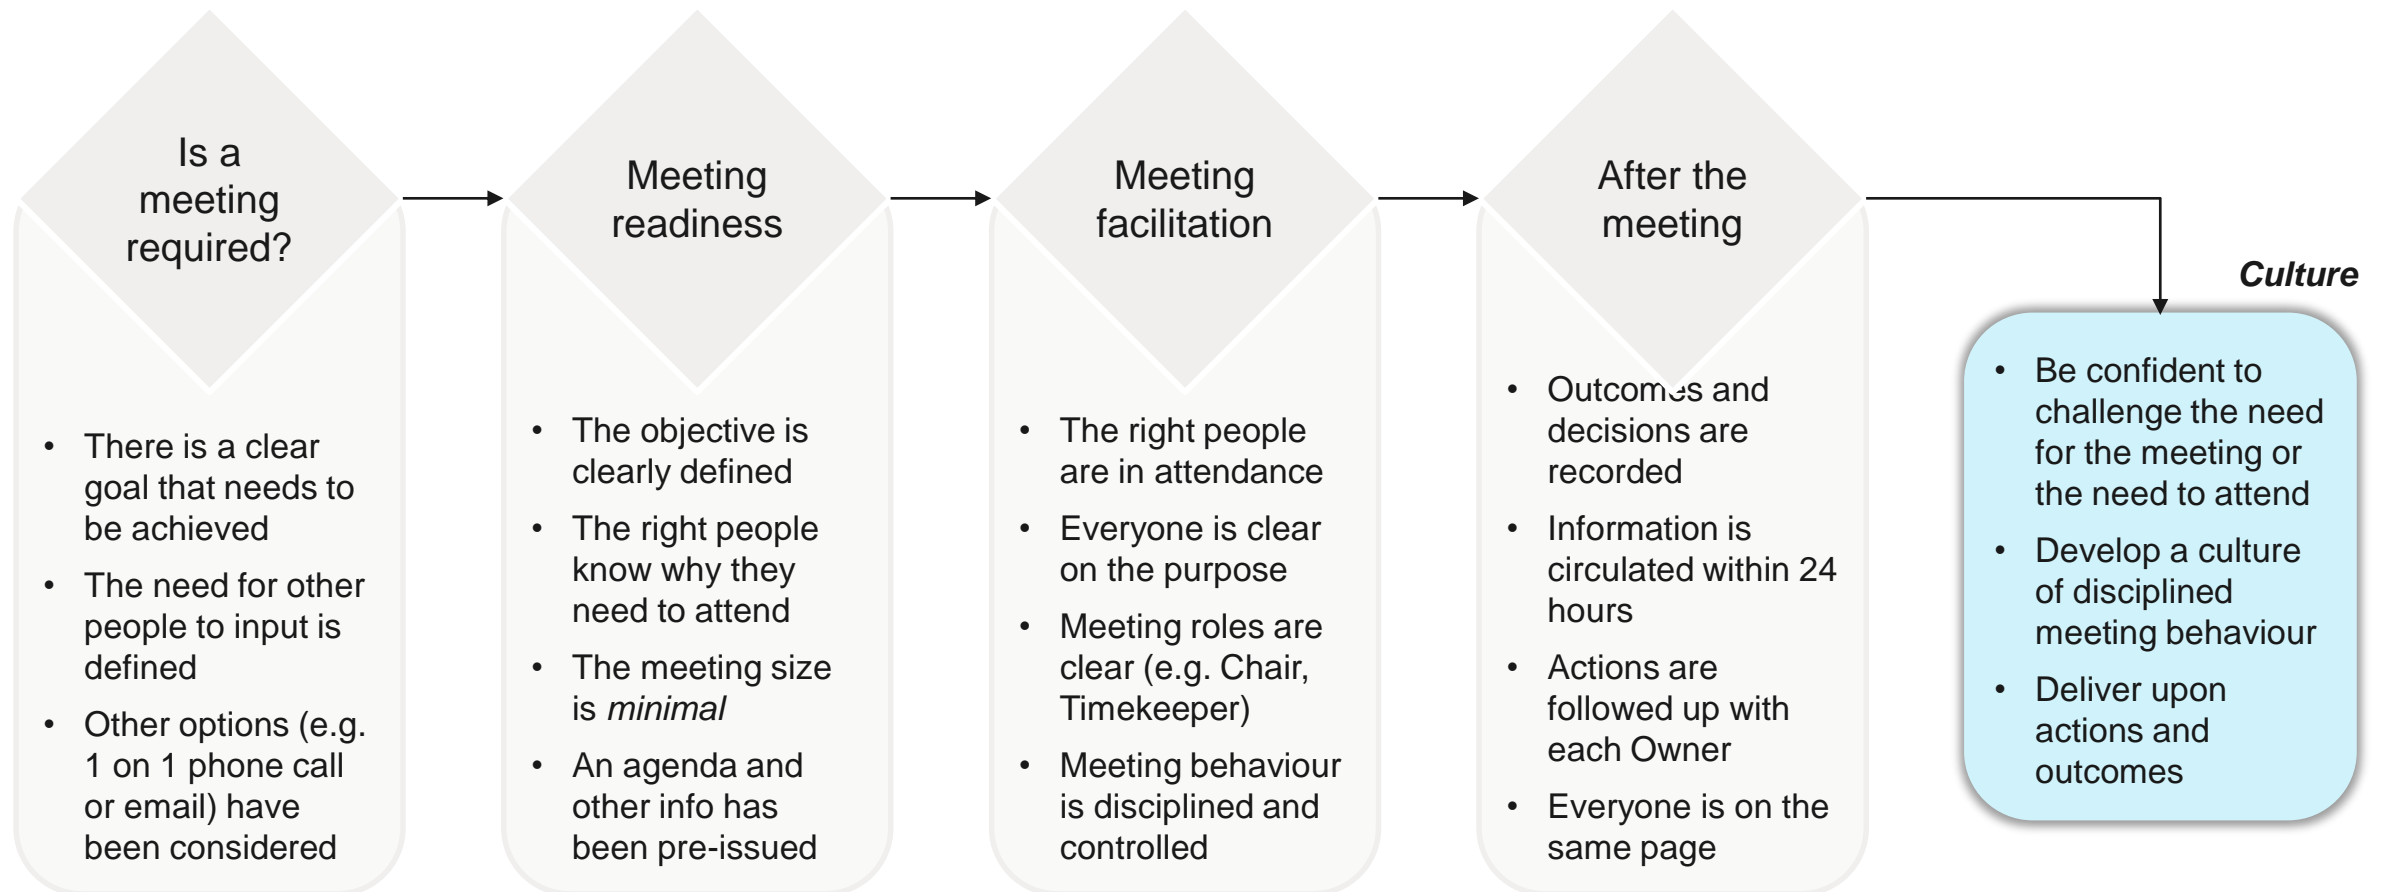 Is a
meeting
required?
• There is a clear
goal that needs to
be achieved
• The need for other
people to input is
defined
• Other options (e.g.
1 on 1 phone call
or email) have
been considered
Meeting
readiness
• The objective is
clearly defined
• The right people
know why they
need to attend
• The meeting size
is minimal
• An agenda and
other info has
been pre-issued
Meeting
facilitation
• The right people
are in attendance
• Everyone is clear
on the purpose
• Meeting roles are
clear (e.g. Chair,
Timekeeper)
• Meeting behaviour
is disciplined and
controlled
After the
meeting
• Outcomes and
decisions are
recorded
• Information is
circulated within 24
hours
• Actions are
followed up with
each Owner
• Everyone is on the
same page
Culture
• Be confident to
challenge the need
for the meeting or
the need to attend
• Develop a culture
of disciplined
meeting behaviour
• Deliver upon
actions and
outcomes